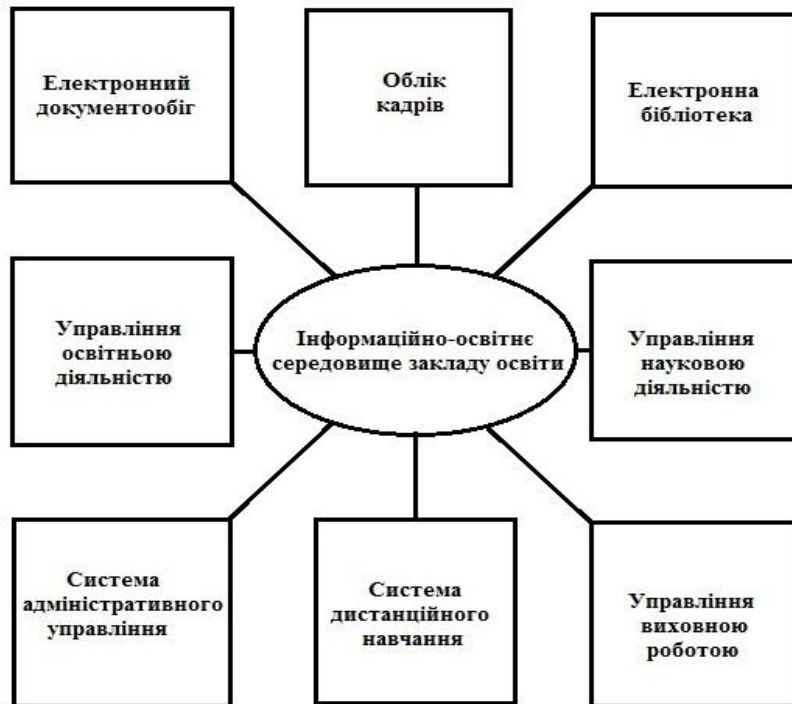 Електронний
документообіг
Облік
кадрів
Електронна
бібліотека
Управління
освітньою
діяльністю
Інформаційно-освітнє
середовище закладу освіти
Управління
науковою
діяльністю
Система
адміністративного
управління
Система
дистанційного
навчання
Управління
виховною
роботою